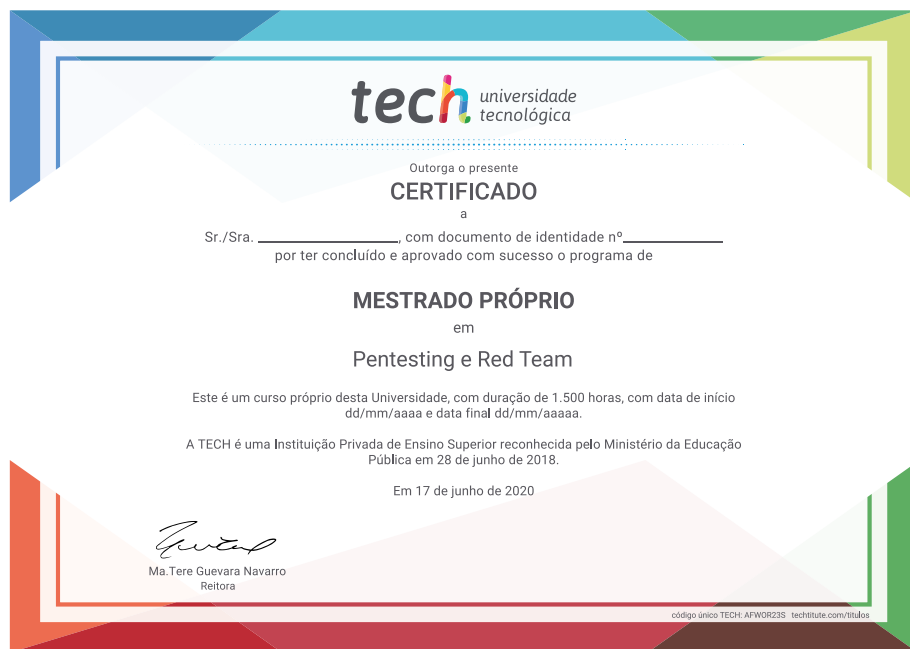 tech universidade
tecnológica
Outorga o presente
CERTIFICADO
a
Sr./Sra. ____________, com documento de identidade nº__________
por ter concluído e aprovado com sucesso o programa de
MESTRADO PRÓPRIO
em
Pentesting e Red Team
Este é um curso próprio desta Universidade, com duração de 1.500 horas, com data de início
dd/mm/aaaa e data final dd/mm/aaaaa.
A TECH é uma Instituição Privada de Ensino Superior reconhecida pelo Ministério da Educação
Pública em 28 de junho de 2018.
Em 17 de junho de 2020
Ma.Tere Guevara Navarro
Reitora
código único TECH: AFWOR23S techtitute.com/titulos